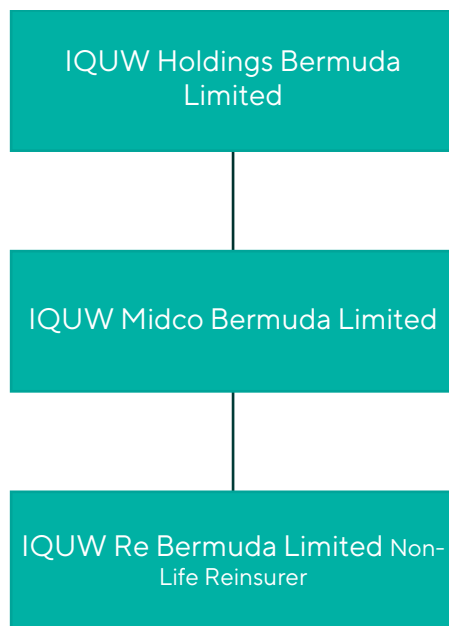 IQUW Holdings Bermuda
Limited
IQUW Midco Bermuda Limited
IQUW Re Bermuda Limited Non-
Life Reinsurer